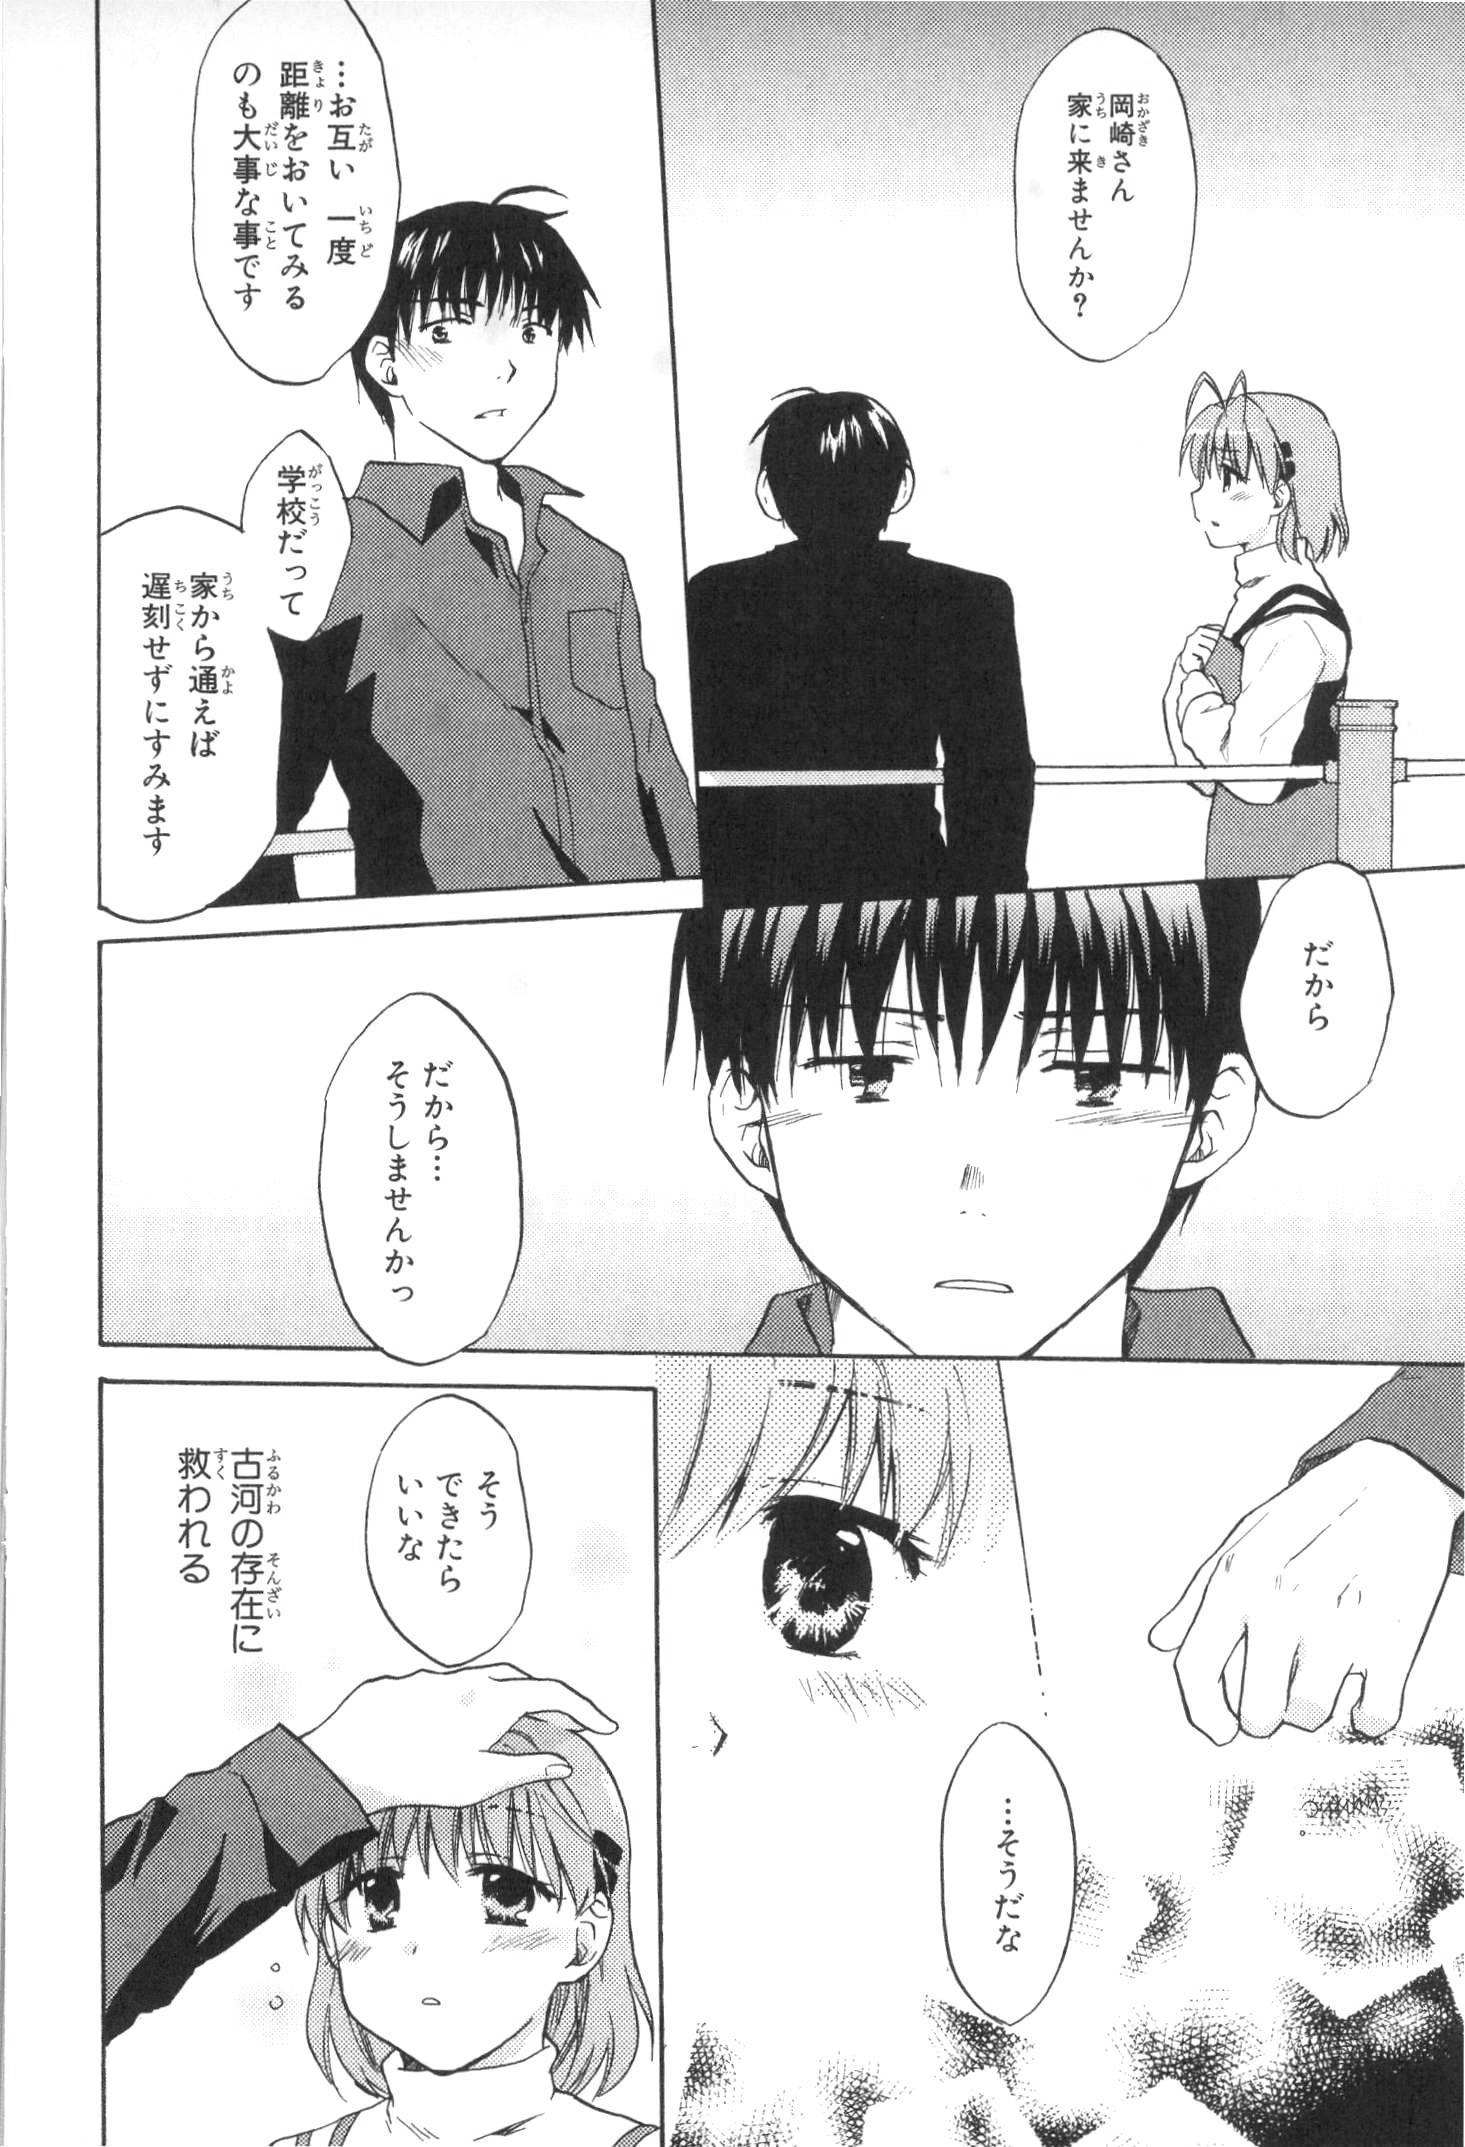 岡崎さん
家に来ませんか?
…お互い 一度
距離をおいてみる
のも大事な事です
学校だって
家から通えば
遅刻せずにすみます
だから
だから…
そうしませんかっ
…そうだな
そう
できたら
いいな
古河の存在に
救われる